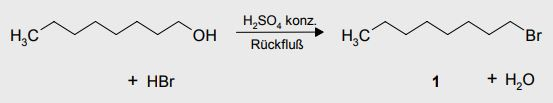 H₃C OH H₂SO₄ konz. H₃C Br
Rückfluß
+ HBr 1 + H₂O